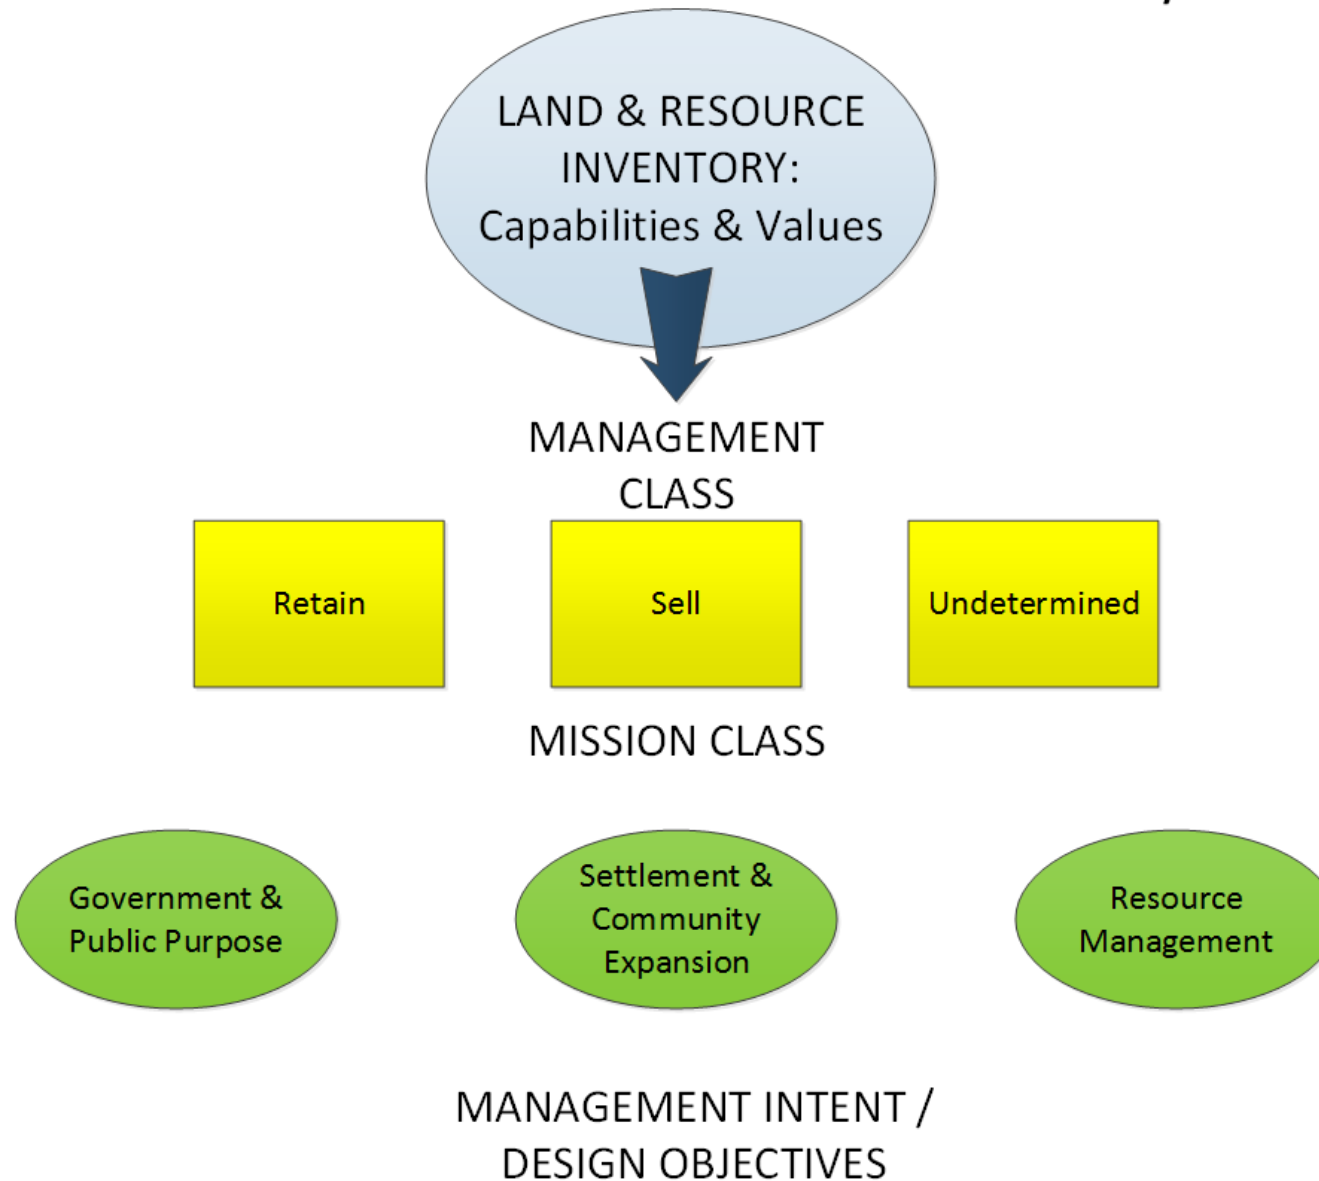 LAND & RESOURCE
INVENTORY:
Capabilities & Values
MANAGEMENT
CLASS
Retain
Sell
Undetermined
MISSION CLASS
Government &
Public Purpose
Settlement &
Community
Expansion
Resource
Management
MANAGEMENT INTENT /
DESIGN OBJECTIVES